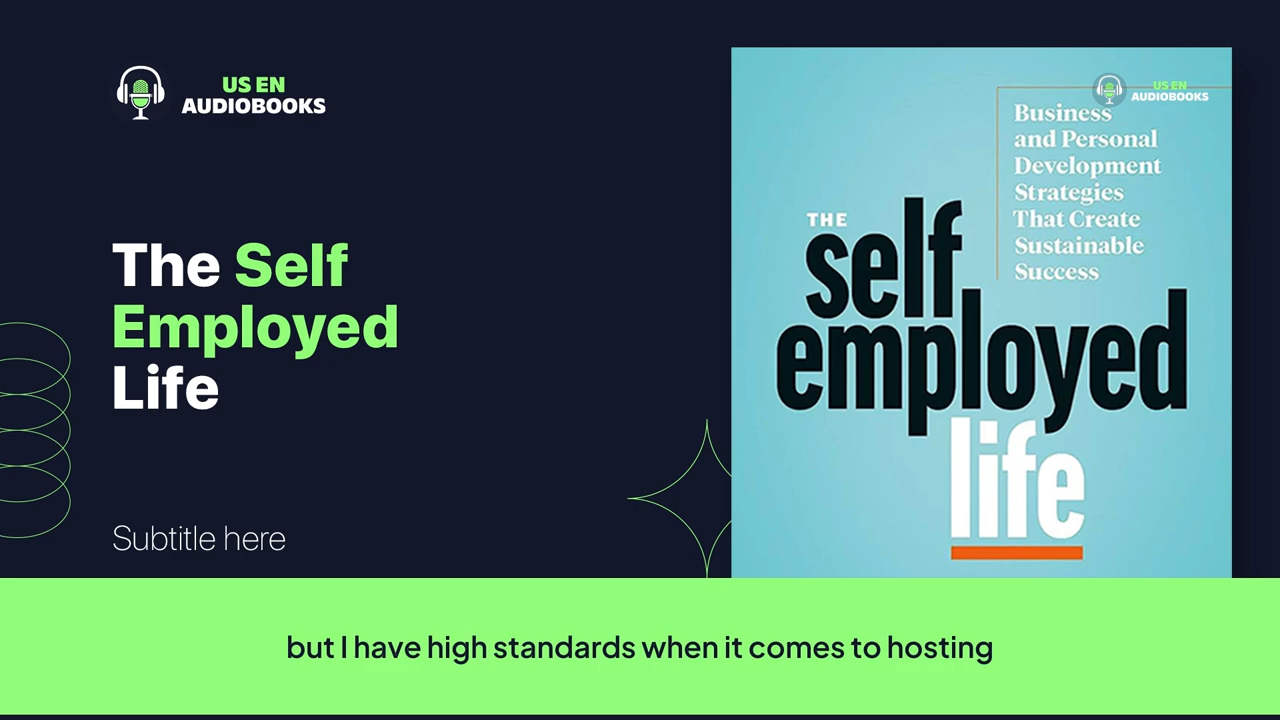 US EN
AUDIOBOOKS
The Self
Employed
Life
Subtitle here
US EN
AUDIOBOOKS
Business
and Personal
Development
Strategies
That Create
Sustainable
Success
THE
self
employed
life
but I have high standards when it comes to hosting